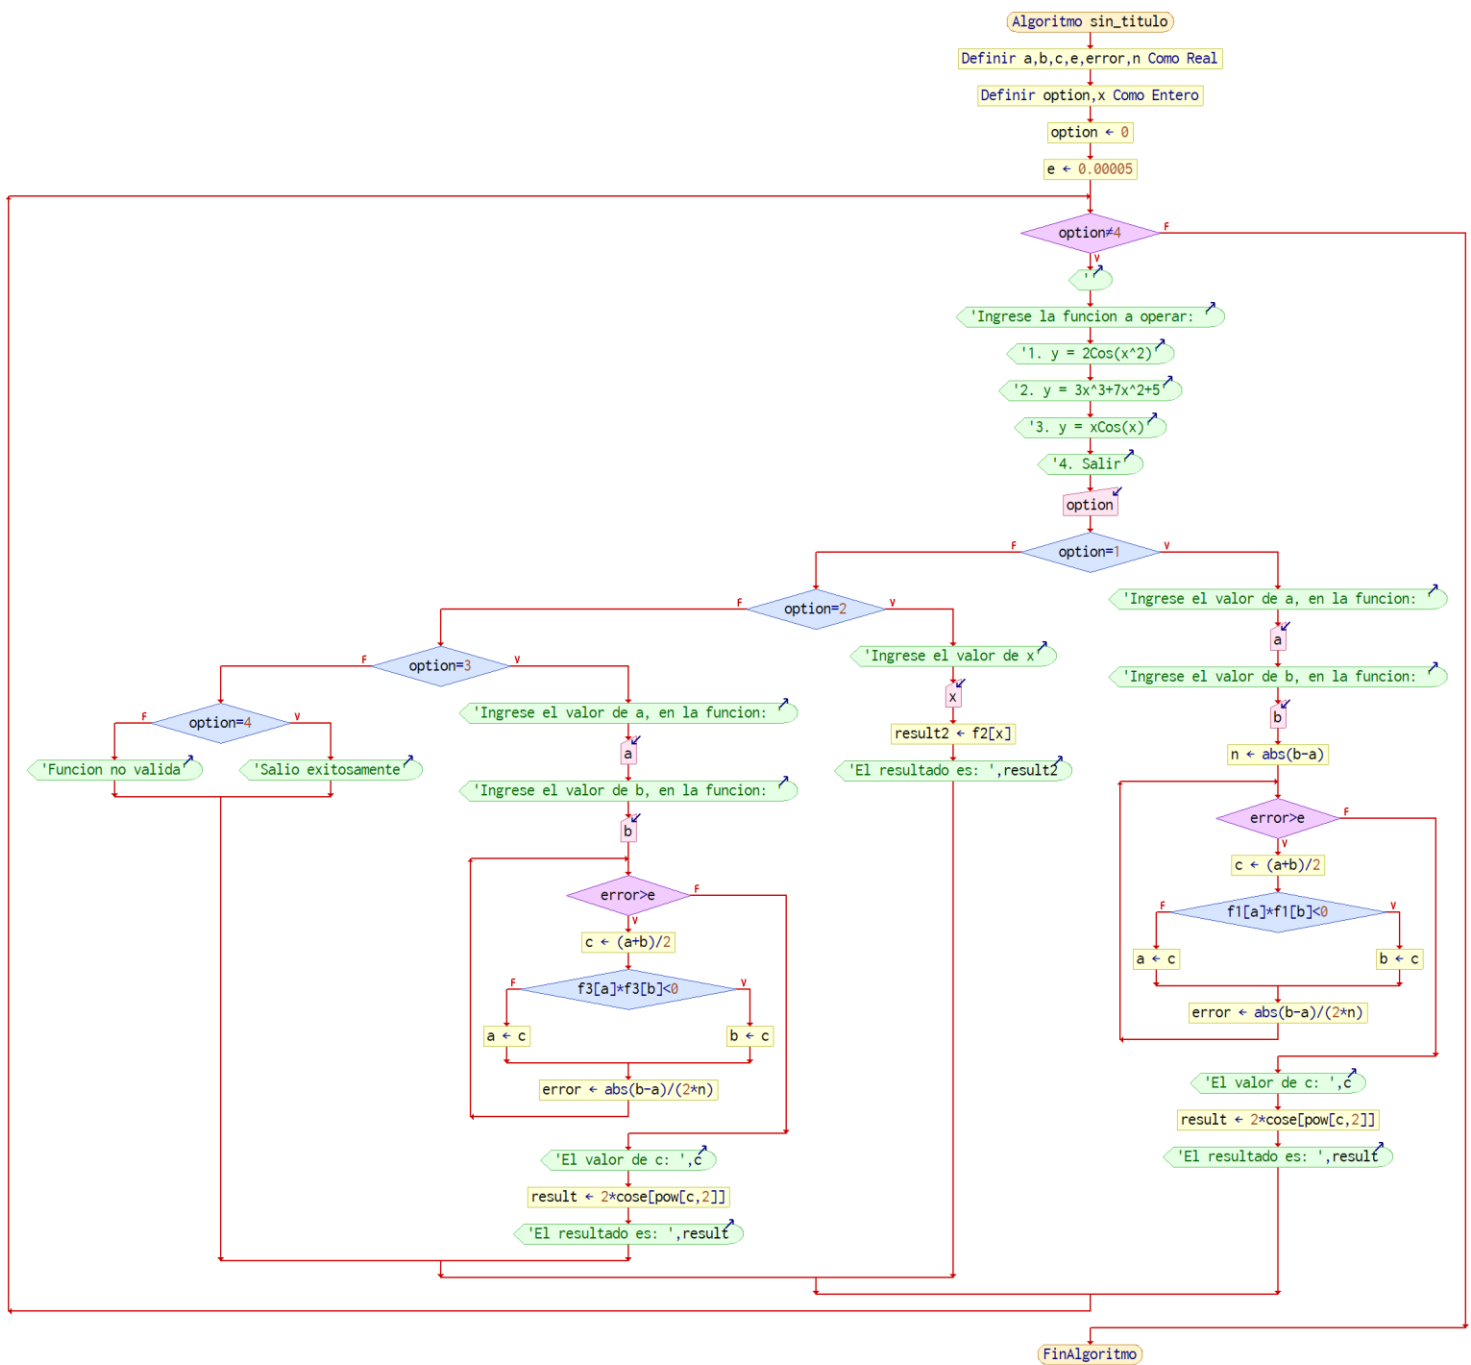 Algoritmo sin_titulo
Definir a,b,c,e,error,n Como Real
Definir option,x Como Entero
option ← 0
e ← 0.00005
option≠4
F
V
''
'Ingrese la funcion a operar: '
'1. y = 2Cos(x^2)'
'2. y = 3x^3+7x^2+5'
'3. y = xCos(x)'
'4. Salir'
option
option=1
F
V
option=2
F
V
option=3
F
V
option=4
F
V
'Funcion no valida'
'Salio exitosamente'
'Ingrese el valor de a, en la funcion: '
a
'Ingrese el valor de b, en la funcion: '
b
error>e
F
V
c ← (a+b)/2
f3[a]*f3[b]<0
F
V
a ← c
b ← c
error ← abs(b-a)/(2*n)
'El valor de c: ',c
result ← 2*cose[pow[c,2]]
'El resultado es: ',result
'Ingrese el valor de x'
x
result2 ← f2[x]
'El resultado es: ',result2
'Ingrese el valor de a, en la funcion: '
a
'Ingrese el valor de b, en la funcion: '
b
n ← abs(b-a)
error>e
F
V
c ← (a+b)/2
f1[a]*f1[b]<0
F
V
a ← c
b ← c
error ← abs(b-a)/(2*n)
'El valor de c: ',c
result ← 2*cose[pow[c,2]]
'El resultado es: ',result
FinAlgoritmo